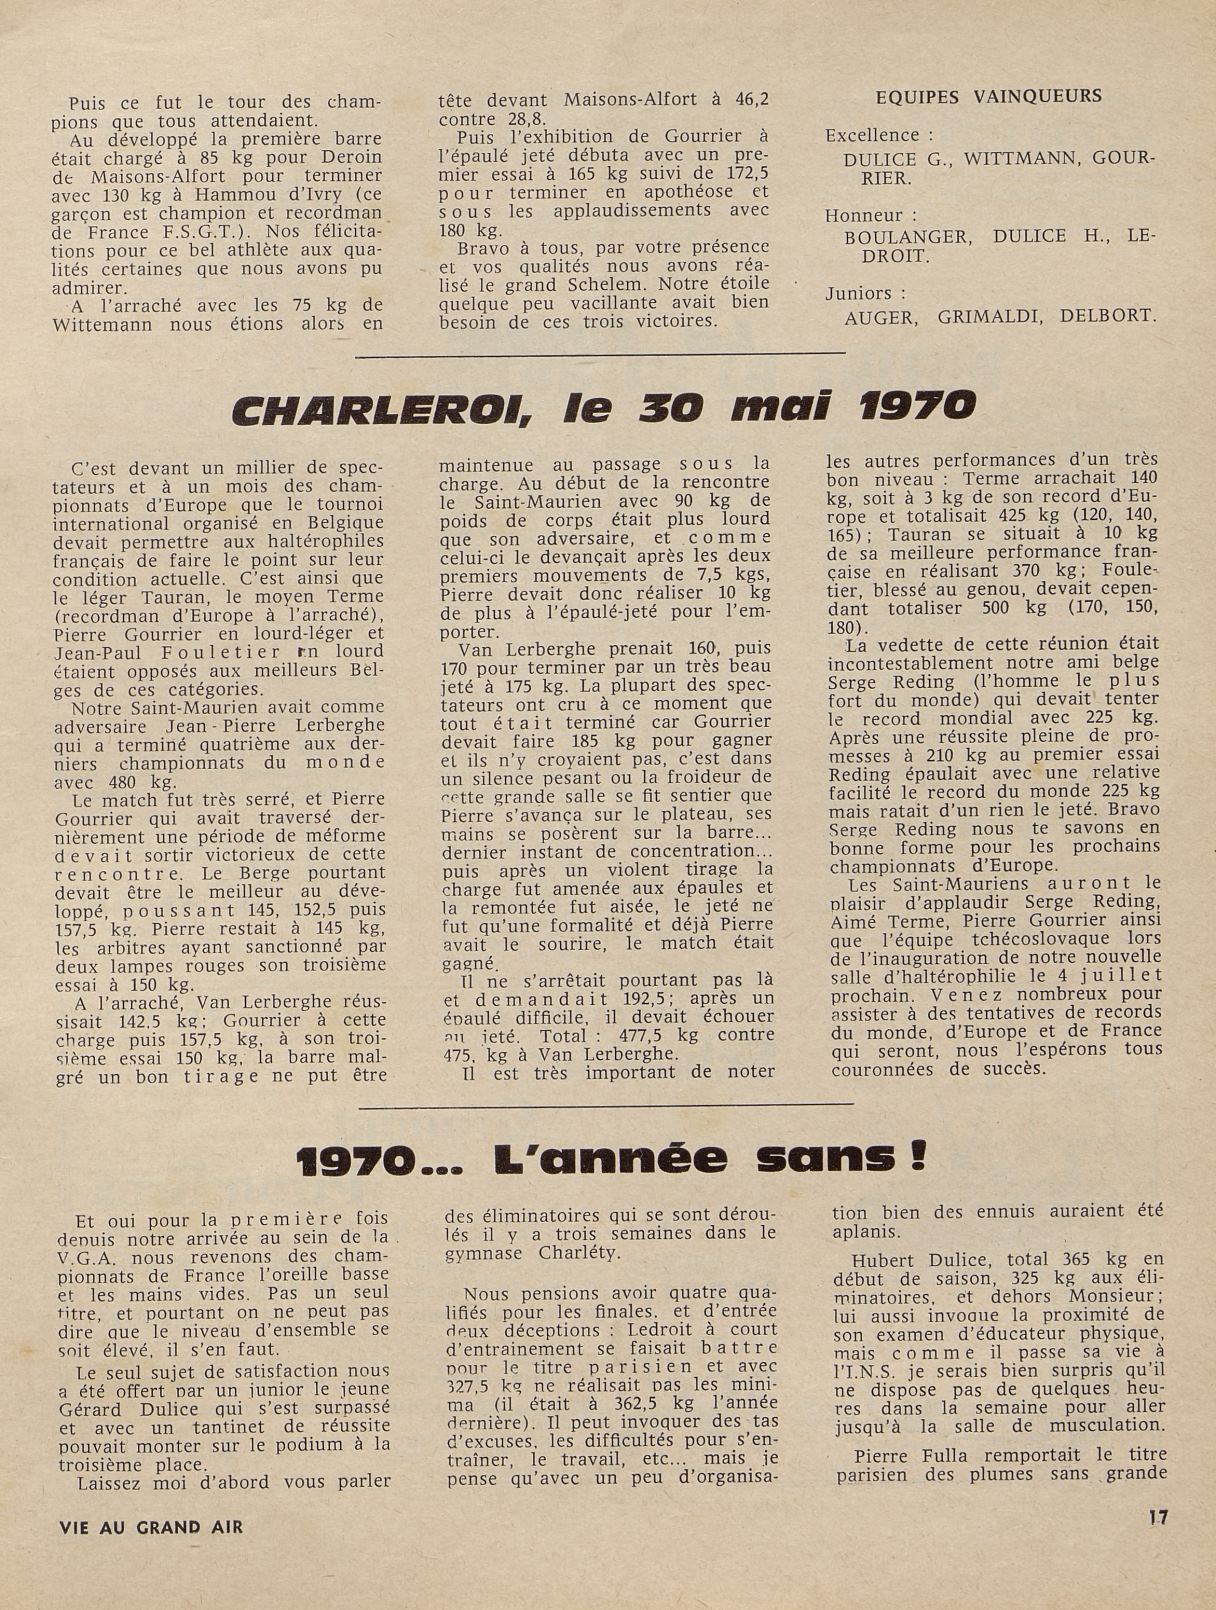 Puis ce fut le tour des cham-
pions que tous attendaient.
Au développé la première barre
était chargé à 85 kg pour Deroin
de Maisons-Alfort pour terminer
avec 130 kg à Hammou d'Ivry (ce
garçon est champion et recordman
de France F.S.G.T.). Nos félicita-
tions pour ce bel athlète aux qua-
lités certaines que nous avons pu
admirer.
A l'arraché avec les 75 kg de
Wittemann nous étions alors en
tête devant Maisons-Alfort à 46,2
contre 28,8.
Puis l'exhibition de Gourrier à
l'épaulé jeté débuta avec un pre-
mier essai à 165 kg suivi de 172,5
pour terminer en apothéose et
sous les applaudissements avec
180 kg.
Bravo à tous, par votre présence
et vos qualités nous avons réa-
lisé le grand Schelem. Notre étoile
quelque peu vacillante avait bien
besoin de ces trois victoires.
EQUIPES VAINQUEURS
Excellence :
DULICE G., WITTMANN, GOUR-
RIER.
Honneur :
BOULANGER, DULICE H., LE-
DROIT.
Juniors :
AUGER, GRIMALDI, DELBORT.
CHARLEROI, le 30 mai 1970
C'est devant un millier de spec-
tateurs et à un mois des cham-
pionnats d'Europe que le tournoi
international organisé en Belgique
devait permettre aux haltérophiles
français de faire le point sur leur
condition actuelle. C'est ainsi que
le léger Tauran, le moyen Terme
(recordman d'Europe à l'arraché),
Pierre Gourrier en lourd-léger et
Jean-Paul Fouletier en lourd
étaient opposés aux meilleurs Bel-
ges de ces catégories.
Notre Saint-Maurien avait comme
adversaire Jean-Pierre Lerberghe
qui a terminé quatrième aux der-
niers championnats du monde
avec 480 kg.
Le match fut très serré, et Pierre
Gourrier qui avait traversé der-
nièrement une période de méforme
devait sortir victorieux de cette
rencontre. Le Berge pourtant
devait être le meilleur au déve-
loppé, poussant 145, 152,5 puis
157,5 kg. Pierre restait à 145 kg,
les arbitres ayant sanctionné par
deux lampes rouges son troisième
essai à 150 kg.
A l'arraché, Van Lerberghe réus-
sisait 142,5 kg; Gourrier à cette
charge puis 157,5 kg, à son troi-
sième essai 150 kg, la barre mal-
gré un bon tirage ne put être
maintenue au passage sous la
charge. Au début de la rencontre
le Saint-Maurien avec 90 kg de
poids de corps était plus lourd
que son adversaire, et comme
celui-ci le devançait après les deux
premiers mouvements de 7,5 kgs,
Pierre devait donc réaliser 10 kg
de plus à l'épaulé-jeté pour l'em-
porter.
Van Lerberghe prenait 160, puis
170 pour terminer par un très beau
jeté à 175 kg. La plupart des spec-
tateurs ont cru à ce moment que
tout était terminé car Gourrier
devait faire 185 kg pour gagner
et ils n'y croyaient pas, c'est dans
un silence pesant ou la froideur de
cette grande salle se fit sentier que
Pierre s'avança sur le plateau, ses
mains se posèrent sur la barre...
dernier instant de concentration...
puis après un violent tirage la
charge fut amenée aux épaules et
la remontée fut aisée, le jeté ne
fut qu'une formalité et déjà Pierre
avait le sourire, le match était
gagné.
Il ne s'arrêtait pourtant pas là
et demandait 192,5; après un
épaulé difficile, il devait échouer
au jeté. Total : 477,5 kg contre
475, kg à Van Lerberghe.
Il est très important de noter
les autres performances d'un très
bon niveau : Terme arrachait 140
kg, soit à 3 kg de son record d'Eu-
rope et totalisait 425 kg (120, 140,
165); Tauran se situait à 10 kg
de sa meilleure performance fran-
çaise en réalisant 370 kg; Foule-
tier, blessé au genou, devait cepen-
dant totaliser 500 kg (170, 150,
180).
La vedette de cette réunion était
incontestablement notre ami belge
Serge Reding (l'homme le plus
fort du monde) qui devait tenter
le record mondial avec 225 kg.
Après une réussite pleine de pro-
messes à 210 kg au premier essai
Reding épaulait avec une relative
facilité le record du monde 225 kg
mais ratait d'un rien le jeté. Bravo
Serge Reding nous te savons en
bonne forme pour les prochains
championnats d'Europe.
Les Saint-Mauriens auront le
plaisir d'applaudir Serge Reding,
Aimé Terme, Pierre Gourrier ainsi
que l'équipe tchécoslovaque lors
de l'inauguration de notre nouvelle
salle d'haltérophilie le 4 juillet
prochain. Venez nombreux pour
assister à des tentatives de records
du monde, d'Europe et de France
qui seront, nous l'espérons tous
couronnées de succès.
1970... L'année sans !
Et oui pour la première fois
depuis notre arrivée au sein de la
V.G.A. nous revenons des cham-
pionnats de France l'oreille basse
et les mains vides. Pas un seul
titre, et pourtant on ne peut pas
dire que le niveau d'ensemble se
soit élevé, il s'en faut.
Le seul sujet de satisfaction nous
a été offert par un junior le jeune
Gérard Dulice qui s'est surpassé
et avec un tantinet de réussite
pouvait monter sur le podium à la
troisième place.
Laissez moi d'abord vous parler
des éliminatoires qui se sont dérou-
lés il y a trois semaines dans le
gymnase Charléty.
Nous pensions avoir quatre qua-
lifiés pour les finales, et d'entrée
deux déceptions : Ledroit à court
d'entrainement se faisait battre
pour le titre parisien et avec
327,5 kg ne réalisait pas les mini-
ma (il était à 362,5 kg l'année
dernière). Il peut invoquer des tas
d'excuses, les difficultés pour s'en-
traîner, le travail, etc... mais je
pense qu'avec un peu d'organisa-
tion bien des ennuis auraient été
aplanis.
Hubert Dulice, total 365 kg en
début de saison, 325 kg aux éli-
minatoires, et dehors Monsieur;
lui aussi invoque la proximité de
son examen d'éducateur physique,
mais comme il passe sa vie à
l'I.N.S. je serais bien surpris qu'il
ne dispose pas de quelques heu-
res dans la semaine pour aller
jusqu'à la salle de musculation.
Pierre Fulla remportait le titre
parisien des plumes sans grande
VIE AU GRAND AIR
17